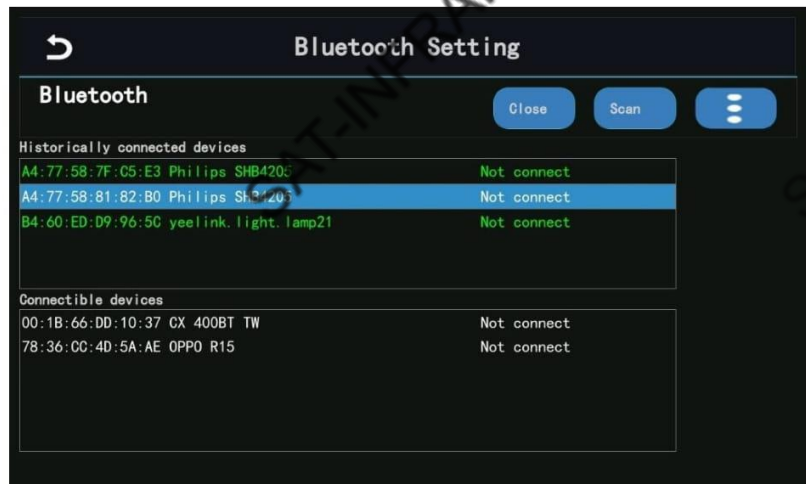 Bluetooth Setting
Bluetooth
Close
Scan
Historically connected devices
A4:77:58:7F:C5:E3 Philips SHB4205 Not connect
A4:77:58:81:82:B0 Philips SHB4205 Not connect
B4:60:ED:D9:96:5C yeelink.light.lamp21 Not connect
Connectible devices
00:1B:66:DD:10:37 CX 400BT TW Not connect
78:36:CC:4D:5A:AE OPPO R15 Not connect